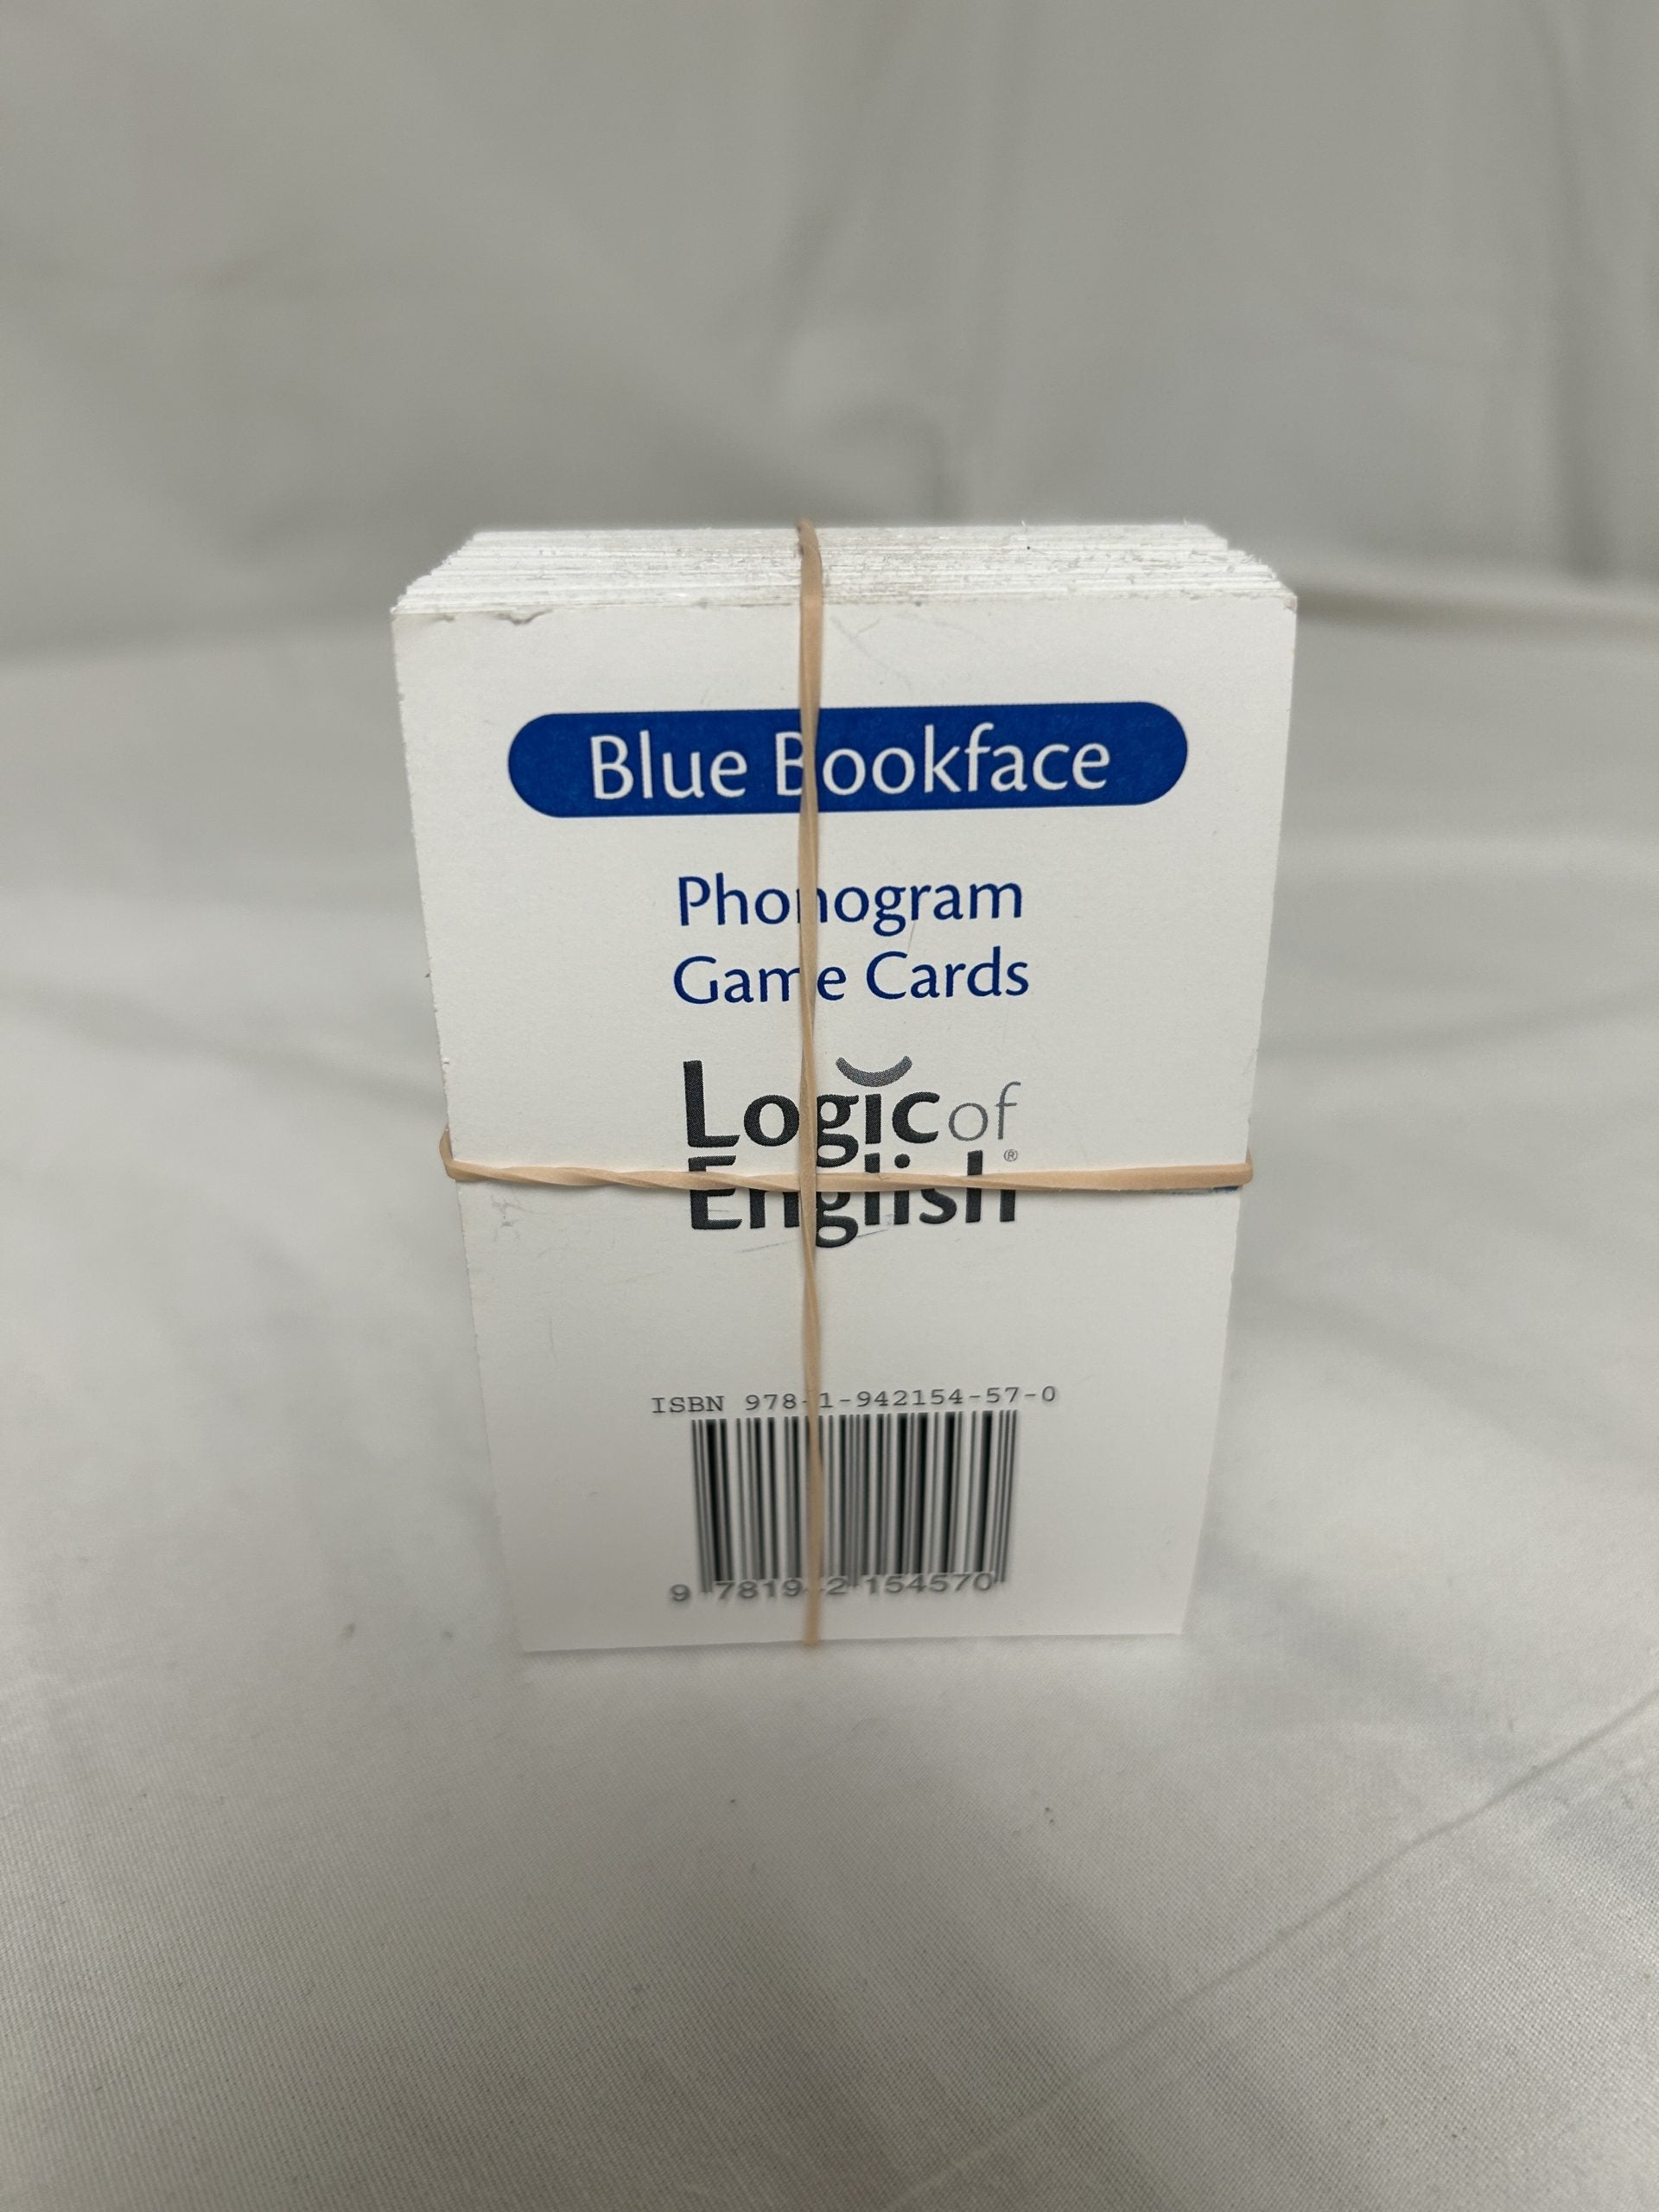 Blue Bookface
Phonogram
Game Cards
Logic of
English®
ISBN 978-1-942154-57-0
9 781942 154570